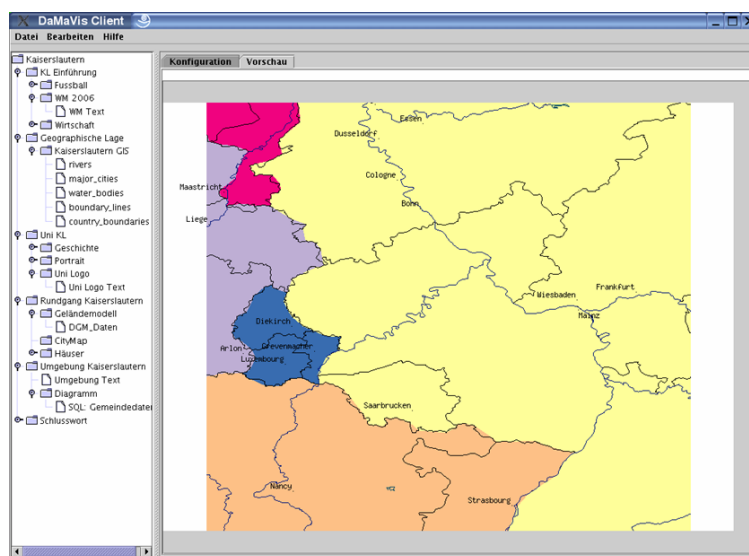 DaMaVis Client
Datei Bearbeiten Hilfe
Kaiserslautern
KL Einführung
Fussball
WM 2006
WM Text
Wirtschaft
Geographische Lage
Kaiserslautern GIS
rivers
major_cities
water_bodies
boundary_lines
country_boundaries
Uni KL
Geschichte
Portrait
Uni Logo
Uni Logo Text
Rundgang Kaiserslautern
Geländemodell
DGM_Daten
CityMap
Häuser
Umgebung Kaiserslautern
Umgebung Text
Diagramm
SQL: Gemeindedaten
Schlusswort
Konfiguration Vorschau
Essen
Dusseldorf
Cologne
Maastricht
Bonn
Liege
Frankfurt
Wiesbaden
Mainz
Diekirch
Grevenmacher
Arlon
Luxembourg
Saarbrucken
Nancy
Strasbourg